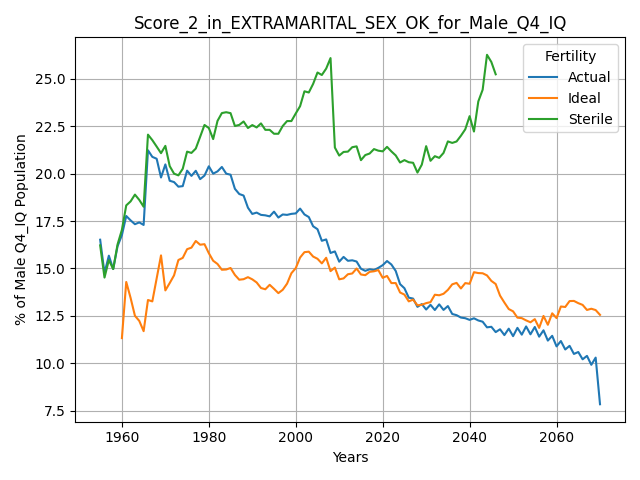 Score_2_in_EXTRAMARITAL_SEX_OK_for_Male_Q4_IQ
Fertility
Actual
Ideal
Sterile
% of Male Q4_IQ Population
25.0
22.5
20.0
17.5
15.0
12.5
10.0
7.5
1960 1980 2000 2020 2040 2060
Years